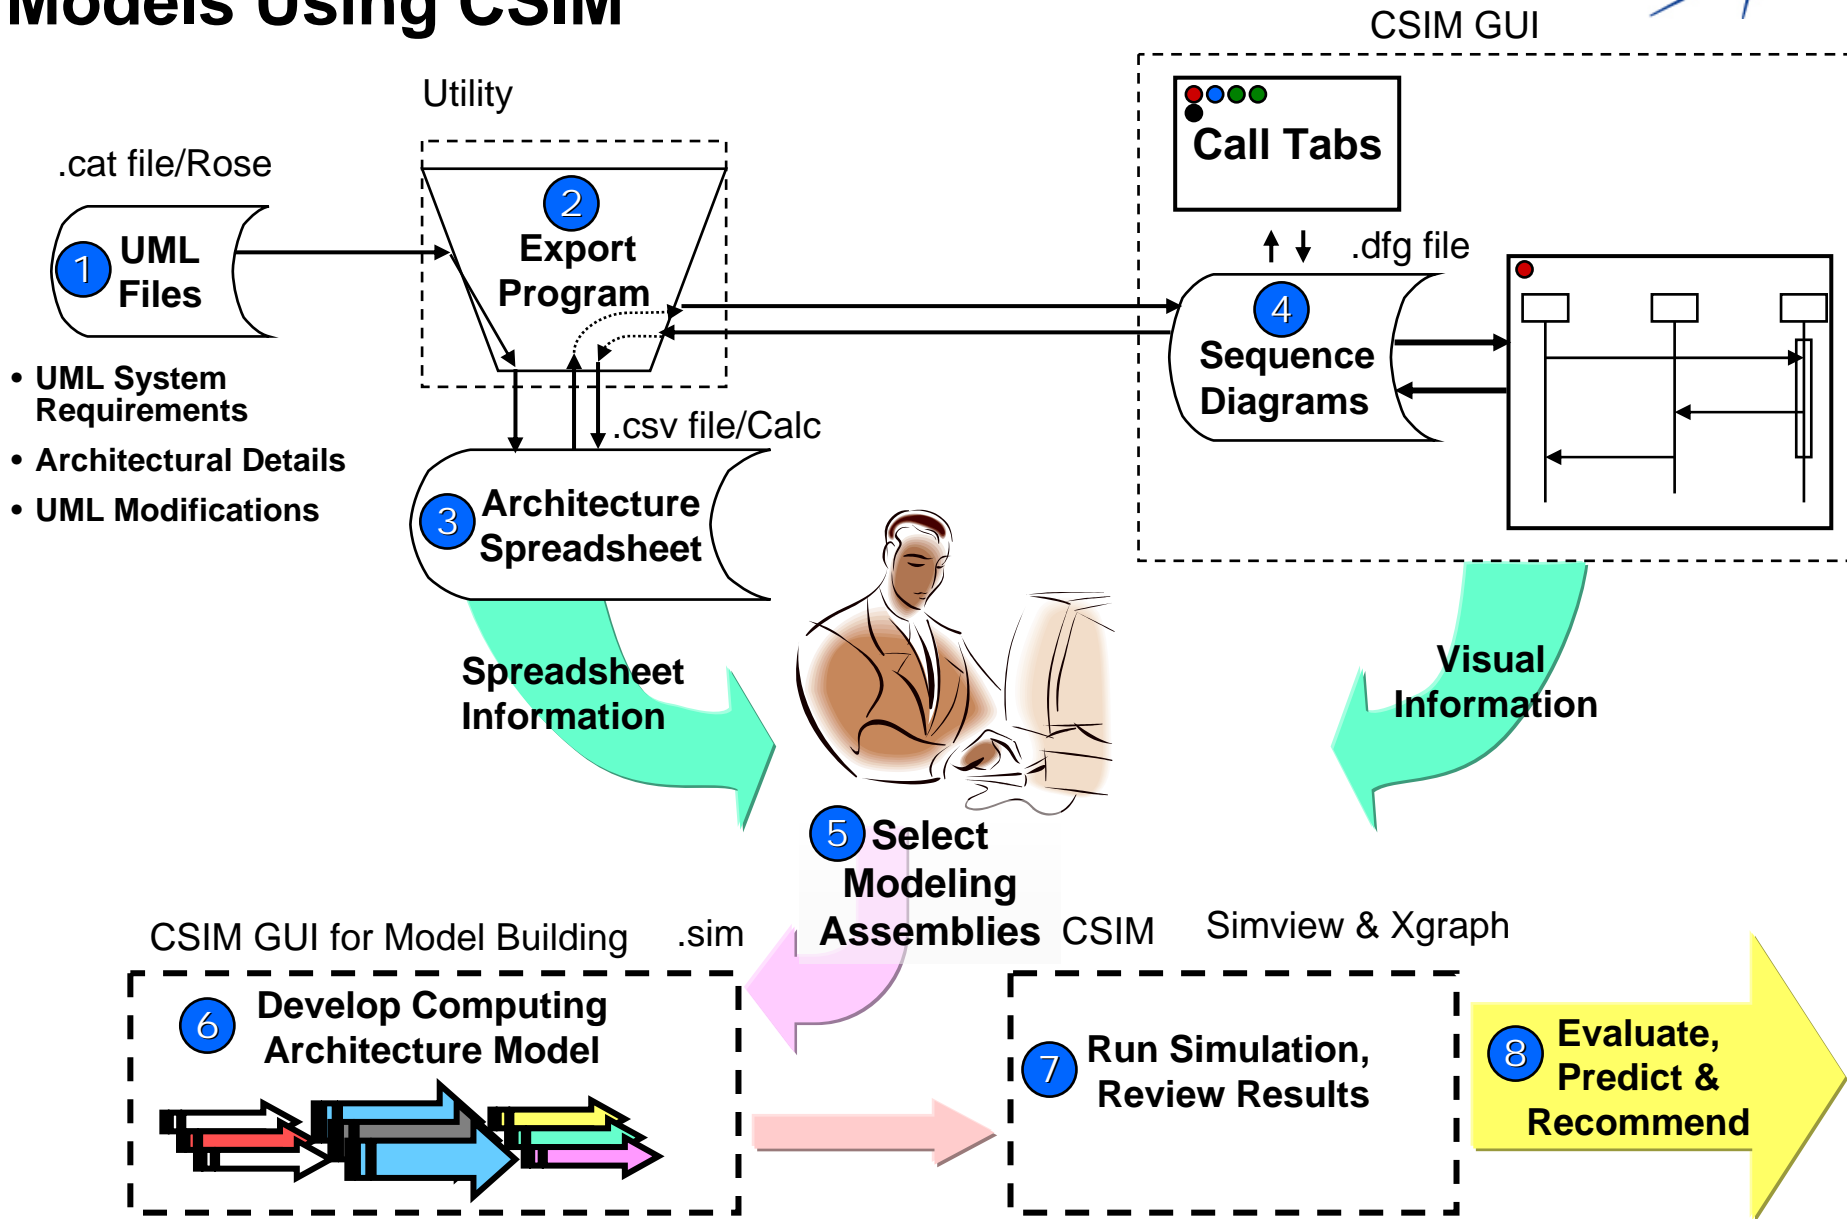 Models Using CSIM
CSIM GUI
Utility
.cat file/Rose
Call Tabs
1
UML
Files
2
Export
Program
.dfg file
4
Sequence
Diagrams
• UML System
Requirements
• Architectural Details
• UML Modifications
.csv file/Calc
3
Architecture
Spreadsheet
Spreadsheet
Information
Visual
Information
5 Select
Modeling
Assemblies
CSIM GUI for Model Building
.sim
CSIM
Simview & Xgraph
6
Develop Computing
Architecture Model
7
Run Simulation,
Review Results
8
Evaluate,
Predict &
Recommend